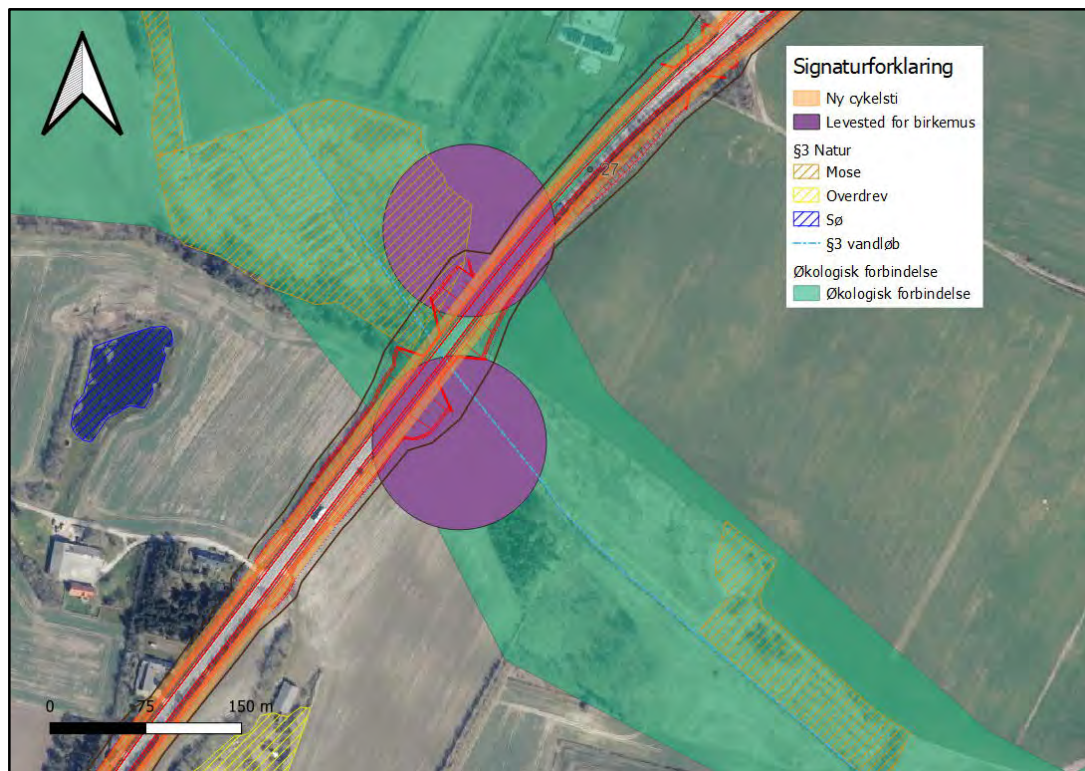 Signaturforklaring
Ny cykelsti
Levested for birkemus
§3 Natur
Mose
Overdrev
Sø
§3 vandløb
Økologisk forbindelse
Økologisk forbindelse
27
0 75 150 m